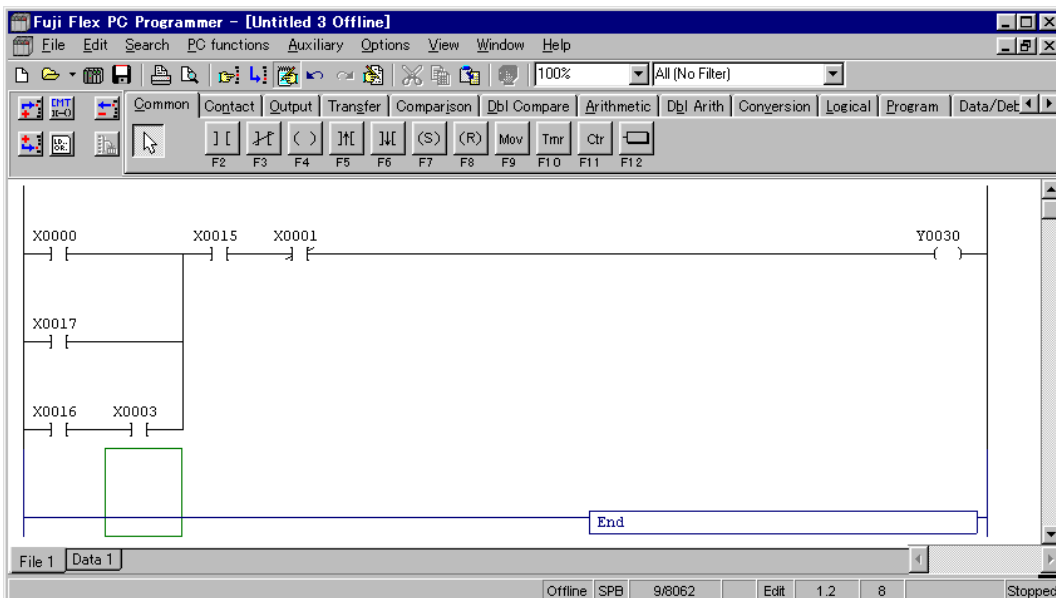 Fuji Flex PC Programmer - [Untitled 3 Offline]
File Edit Search PC functions Auxiliary Options View Window Help
100% All (No Filter)
Common Contact Output Transfer Comparison Dbl Compare Arithmetic Dbl Arith Conversion Logical Program Data/Det
CMT
LD..
OR.
(S) (R) Mov Tmr Ctr
F2 F3 F4 F5 F6 F7 F8 F9 F10 F11 F12
X0000 X0015 X0001 Y0030
X0017
X0016 X0003
End
File 1 Data 1
Offline SPB 9/8062 Edit 1.2 8 Stopped